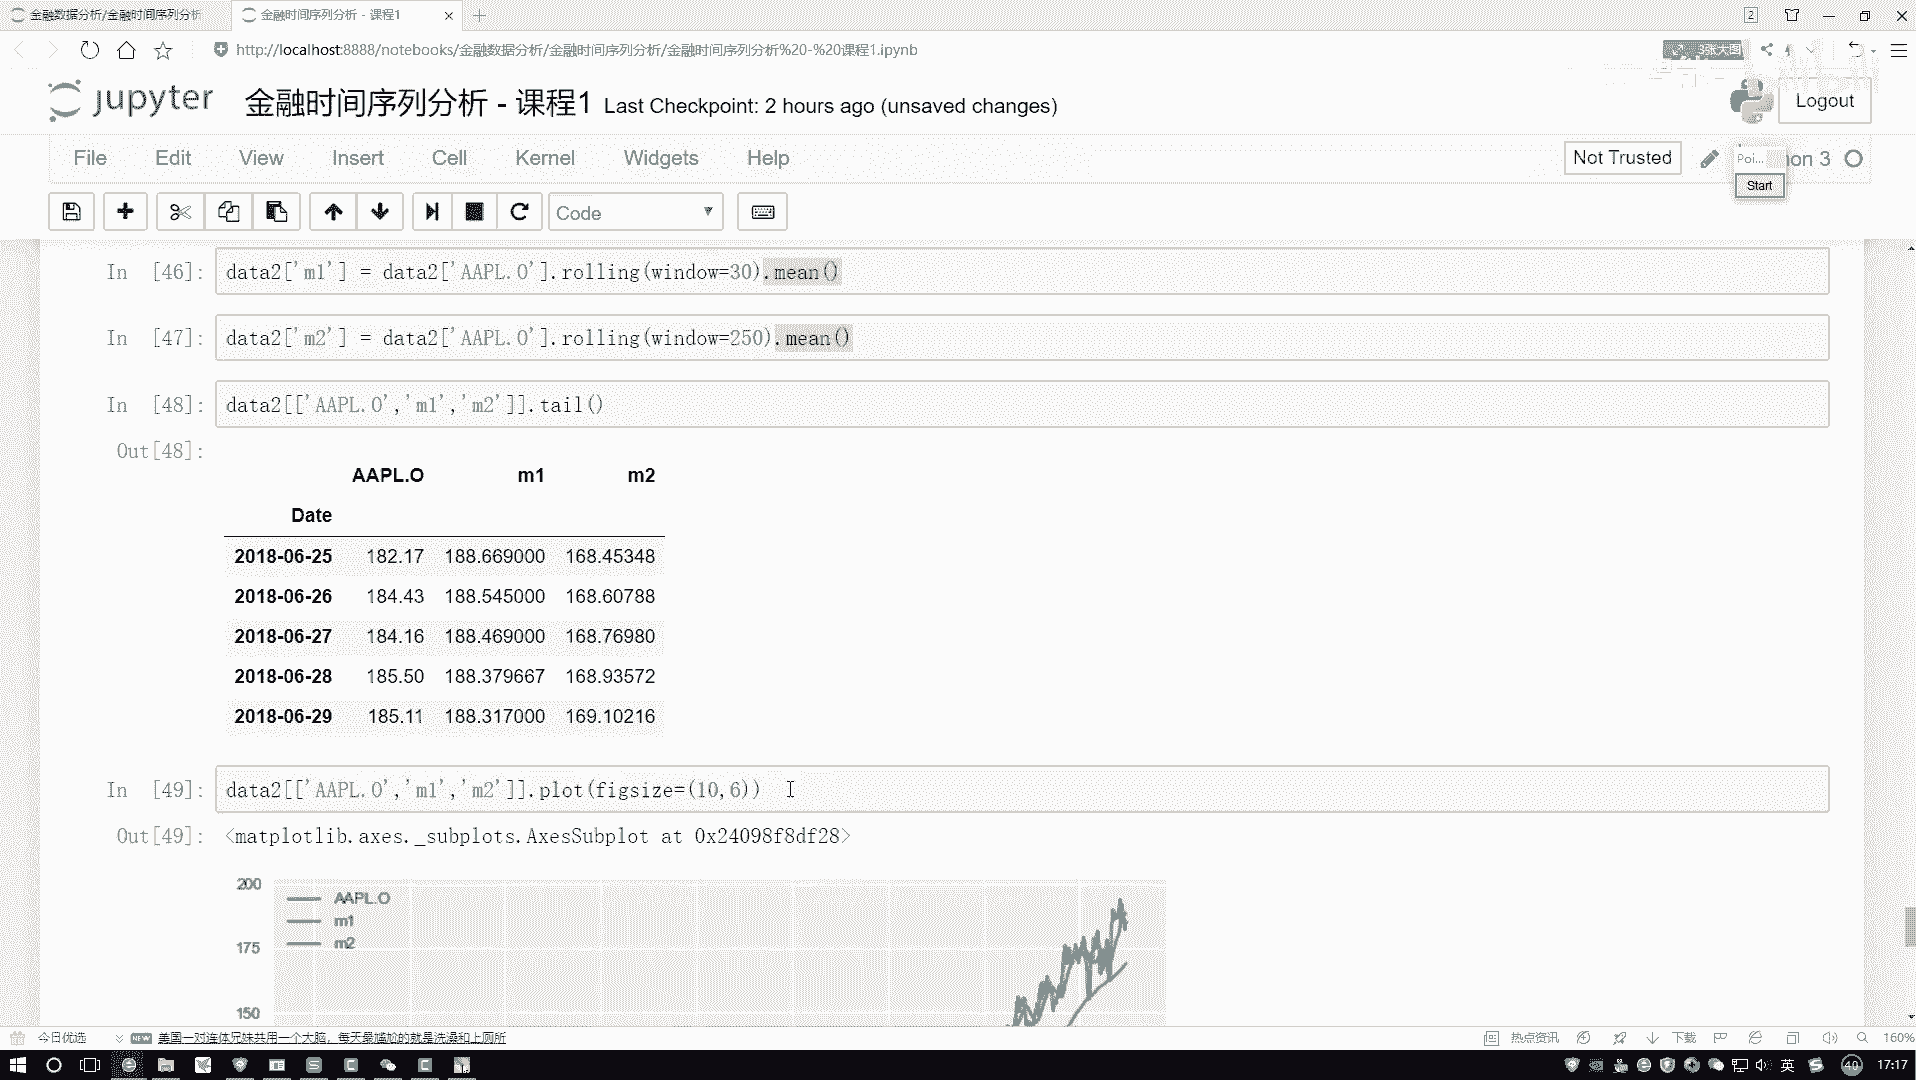 金融数据分析/金融时间序列分析
金融时间序列分析 - 课程1
2
http://localhost:8888/notebooks/金融数据分析/金融时间序列分析/金融时间序列分析%20-%20课程1.ipynb
3张大图
jupyter 金融时间序列分析 - 课程1 Last Checkpoint: 2 hours ago (unsaved changes)
Logout
File Edit View Insert Cell Kernel Widgets Help
Not Trusted
Poi... hon 3
Start
Code
In [46]: data2['m1'] = data2['AAPL.O'].rolling(window=30).mean()
In [47]: data2['m2'] = data2['AAPL.O'].rolling(window=250).mean()
In [48]: data2[['AAPL.O','m1','m2']].tail()
Out[48]:
AAPL.O m1 m2
Date
2018-06-25 182.17 188.669000 168.45348
2018-06-26 184.43 188.545000 168.60788
2018-06-27 184.16 188.469000 168.76980
2018-06-28 185.50 188.379667 168.93572
2018-06-29 185.11 188.317000 169.10216
In [49]: data2[['AAPL.O','m1','m2']].plot(figsize=(10,6))
Out[49]: <matplotlib.axes._subplots.AxesSubplot at 0x24098f8df28>
200
AAPL.O
m1
m2
175
150
今日优选 NEW 美国一对连体兄妹共用一个大脑，每天最尴尬的就是洗澡和上厕所
热点资讯 下载 160%
英 40 17:17